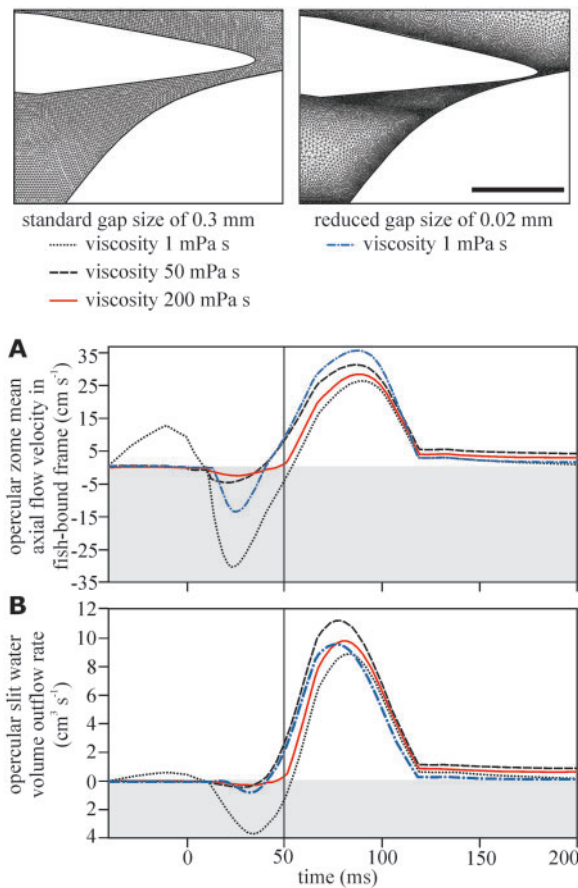 standard gap size of 0.3 mm
viscosity 1 mPa s
viscosity 50 mPa s
viscosity 200 mPa s
reduced gap size of 0.02 mm
viscosity 1 mPa s
A
opercular zome mean
axial flow velocity in
fish-bound frame (cm s⁻¹)
35
25
15
5
-5
-15
-25
-35
B
opercular slit water
volume outflow rate
(cm³ s⁻¹)
12
10
8
6
4
2
0
2
4
0
50
100
150
200
time (ms)